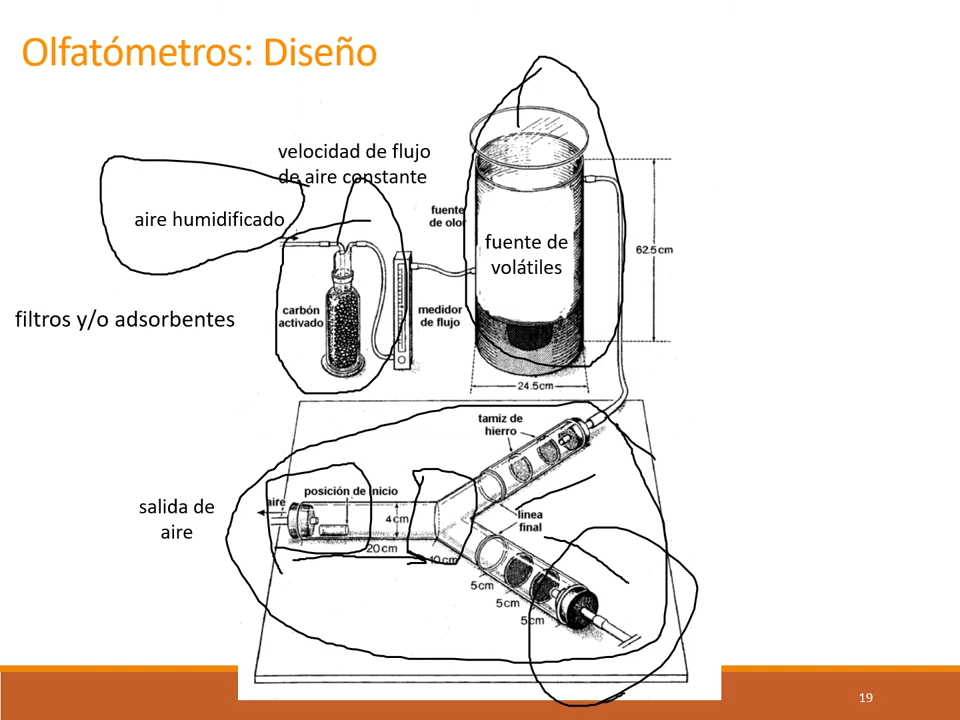 Olfatómetros: Diseño
velocidad de flujo
de aire constante
aire humidificado
fuente
de olor
fuente de
volátiles
62.5cm
filtros y/o adsorbentes
carbón
activado
medidor
de flujo
24.5cm
tamiz de
hierro
salida de
aire
aire
posición de inicio
4cm
20cm
10cm
linea
final
5cm
5cm
5cm
19